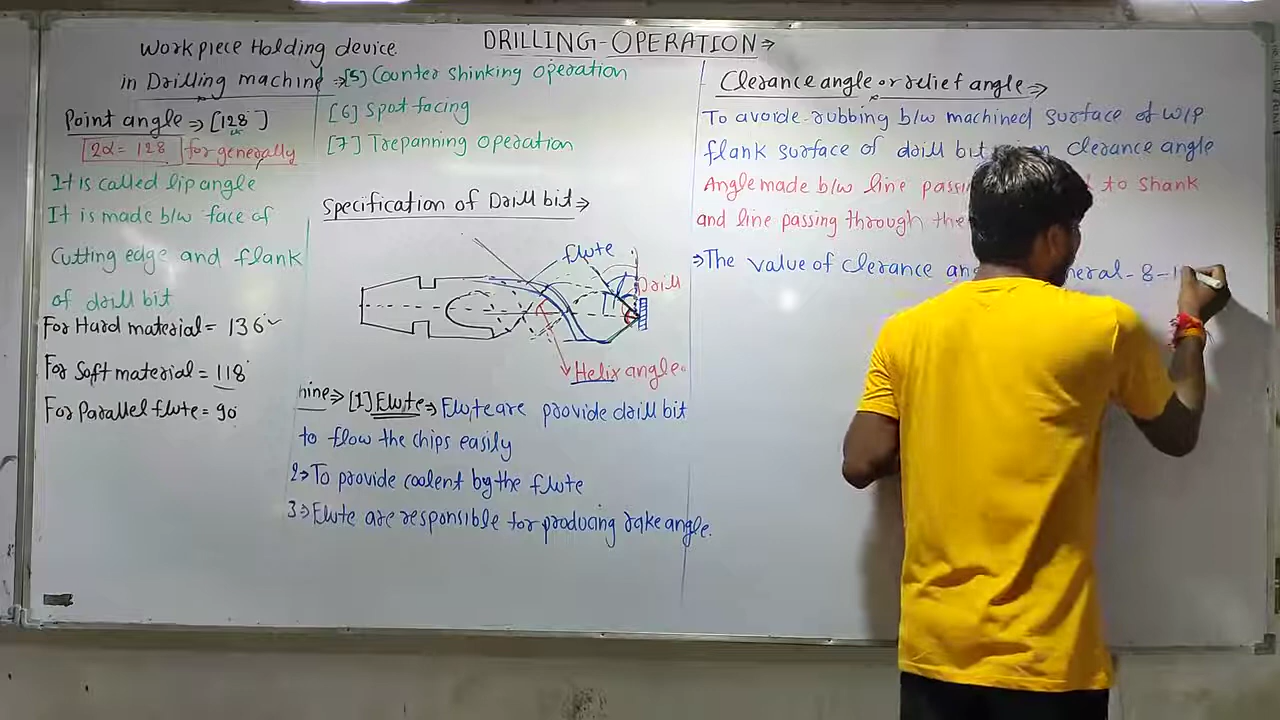 DRILLING-OPERATION⇒
Workpiece Holding device
in Drilling machine ⇒
Point angle ⇒ [128°]
2α = 128 for generally
It is called lip angle
It is made b/w face of
Cutting edge and flank
of drill bit
For Hard material = 136
For Soft material = 118
For Parallel flute = 90
[5] Counter shinking operation
[6] Spot facing
[7] Trepanning operation
Specification of Drill bit ⇒
flute
Drill
Helix angle
hine ⇒ [1] Flute ⇒ Flute are provide drill bit
to flow the chips easily
2⇒ To provide coolent by the flute
3⇒ Flute are responsible for producing rake angle.
Clerance angle or relief angle ⇒
To avoide rubbing b/w machined surface of W/P
flank surface of drill bit clerance angle
Angle made b/w line to shank
and line passing through the
⇒The value of clerance - 8-1